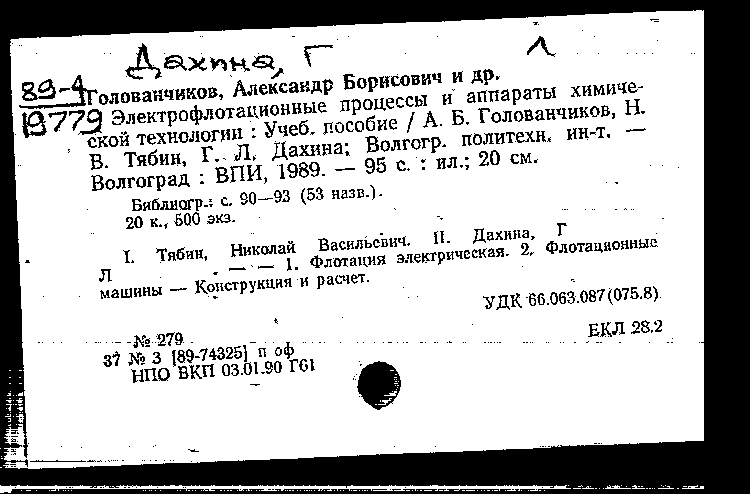 Дахина, Г Л
89-4
19779
Голованчиков, Александр Борисович и др.
Электрофлотационные процессы и аппараты химиче-
ской технологии : Учеб. пособие / А. Б. Голованчиков, Н.
В. Тябин, Г. Л. Дахина; Волгогр. политехн. ин-т. —
Волгоград : ВПИ, 1989. — 95 с. : ил.; 20 см.
Библиогр.: с. 90—93 (53 назв.).
20 к., 500 экз.
I. Тябин, Николай Васильевич. II. Дахина, Г
Л . — — 1. Флотация электрическая. 2. Флотационные
машины — Конструкция и расчет.
УДК 66.063.087(075.8)
ЕКЛ 28.2
№ 279
37 № 3 [89-74325] п оф
НПО ВКП 03.01.90 Г61